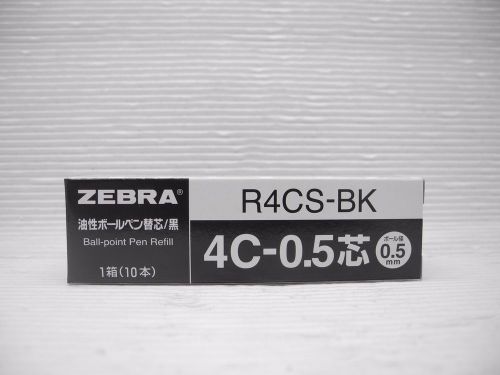 ZEBRA®
油性ボールペン替芯/黒
Ball-point Pen Refill
1箱(10本)
R4CS-BK
4C-0.5芯
ボール径
0.5
mm